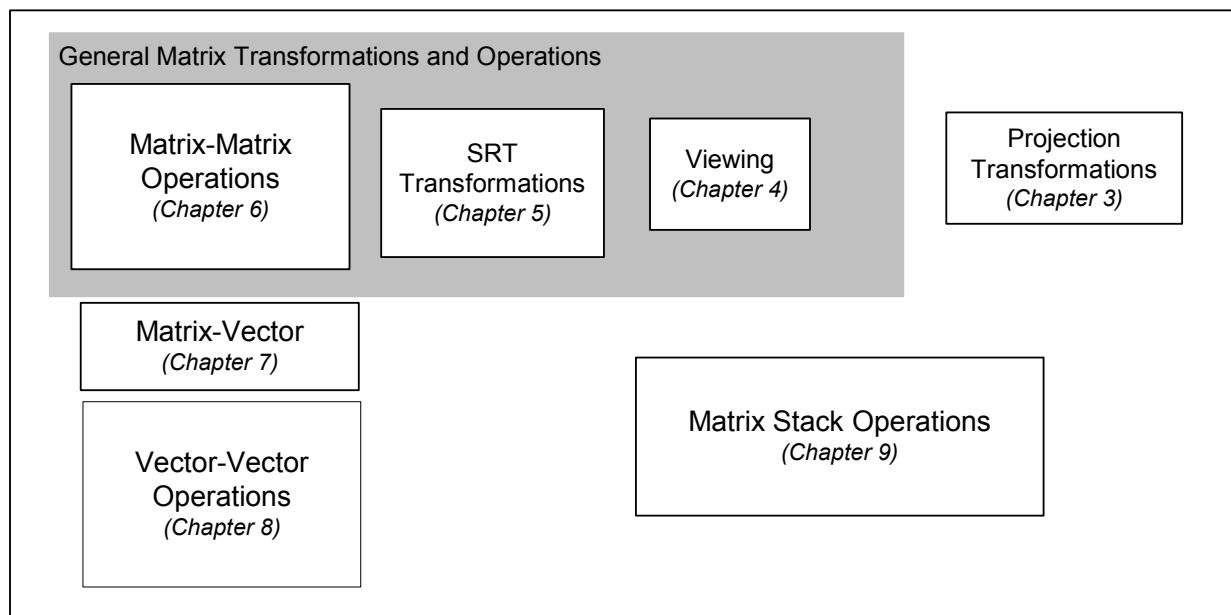 General Matrix Transformations and Operations
Matrix-Matrix
Operations
(Chapter 6)
SRT
Transformations
(Chapter 5)
Viewing
(Chapter 4)
Projection
Transformations
(Chapter 3)
Matrix-Vector
(Chapter 7)
Matrix Stack Operations
(Chapter 9)
Vector-Vector
Operations
(Chapter 8)